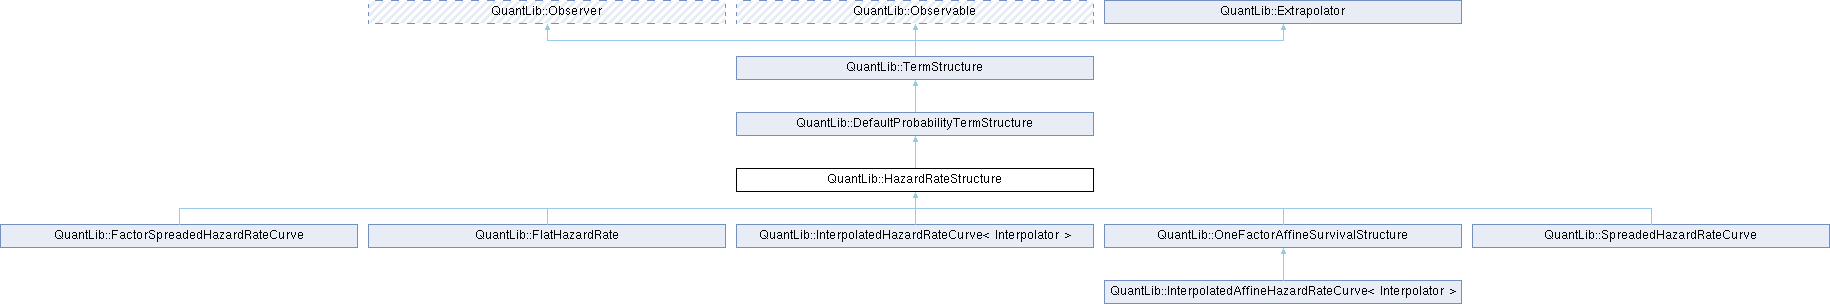 QuantLib::Observer
QuantLib::Observable
QuantLib::Extrapolator
QuantLib::TermStructure
QuantLib::DefaultProbabilityTermStructure
QuantLib::HazardRateStructure
QuantLib::FactorSpreadedHazardRateCurve
QuantLib::FlatHazardRate
QuantLib::InterpolatedHazardRateCurve< Interpolator >
QuantLib::OneFactorAffineSurvivalStructure
QuantLib::SpreadedHazardRateCurve
QuantLib::InterpolatedAffineHazardRateCurve< Interpolator >